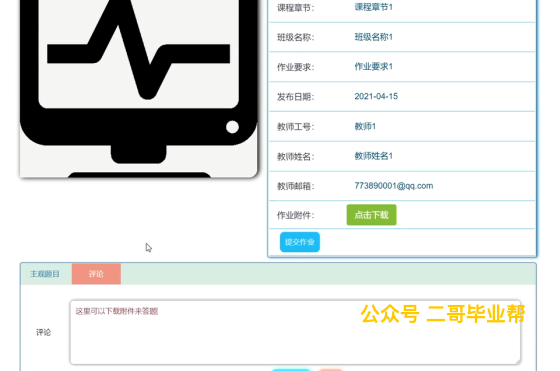 课程章节： 课程章节1
班级名称： 班级名称1
作业要求： 作业要求1
发布日期： 2021-04-15
教师工号： 教师1
教师姓名： 教师姓名1
教师邮箱： 773890001@qq.com
作业附件： 点击下载
提交作业
主观题目 评论
这里可以下载附件来答题
公众号 二哥毕业帮
评论